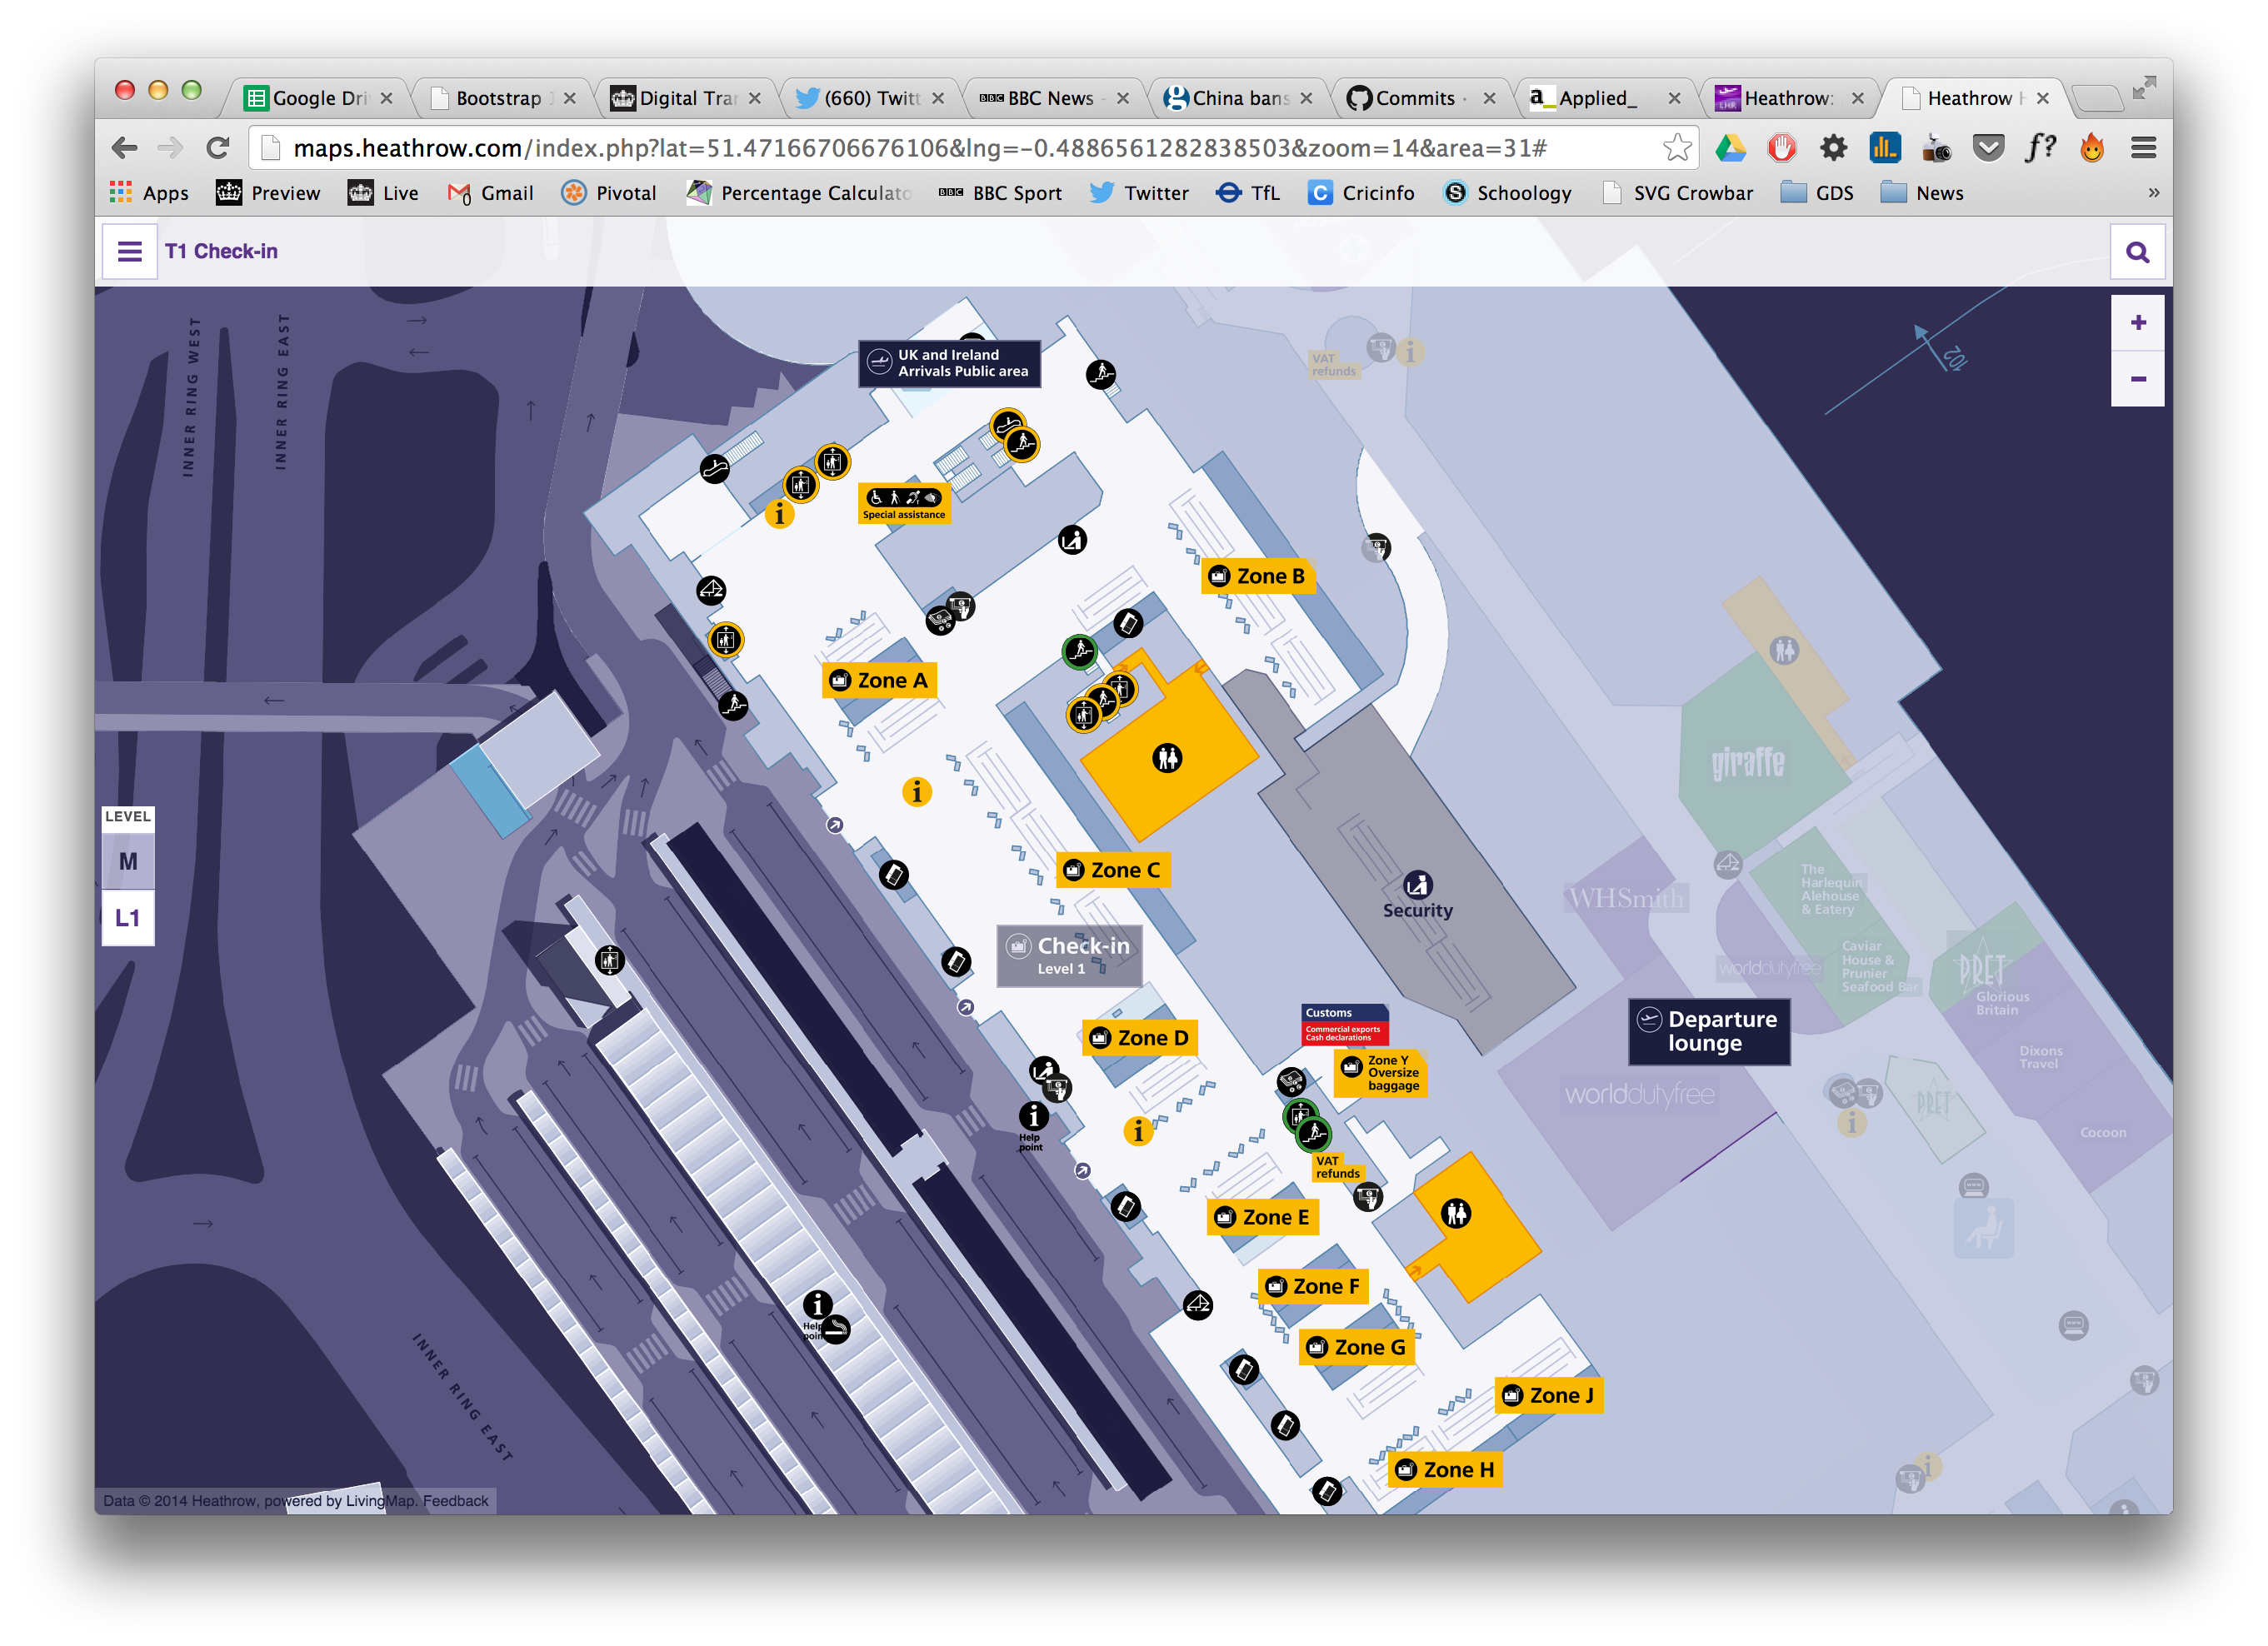 Google Dri
Bootstrap
Digital Tra
(660) Twitt
BBC News -
China bans
Commits ·
Applied_
Heathrow:
Heathrow H
maps.heathrow.com/index.php?lat=51.47166706676106&lng=-0.4886561282838503&zoom=14&area=31#
Apps
Preview
Live
Gmail
Pivotal
Percentage Calculato
BBC Sport
Twitter
TfL
Cricinfo
Schoology
SVG Crowbar
GDS
News
»
T1 Check-in
INNER RING WEST
INNER RING EAST
UK and Ireland
Arrivals Public area
VAT
refunds
102
Special assistance
Zone B
Zone A
giraffe
LEVEL
M
L1
Zone C
Security
WHSmith
The
Harlequin
Alehouse
& Eatery
Check-in
Level 1
worlddutyfree
Caviar
House &
Prunier
Seafood Bar
PRET
Glorious
Britain
Customs
Commercial exports
Cash declarations
Departure
lounge
Zone D
Zone Y
Oversize
baggage
Dixons
Travel
worlddutyfree
PRET
Help
point
Cocoon
VAT
refunds
Zone E
Zone F
Help
point
Zone G
INNER RING EAST
Zone J
Zone H
Data © 2014 Heathrow, powered by LivingMap. Feedback